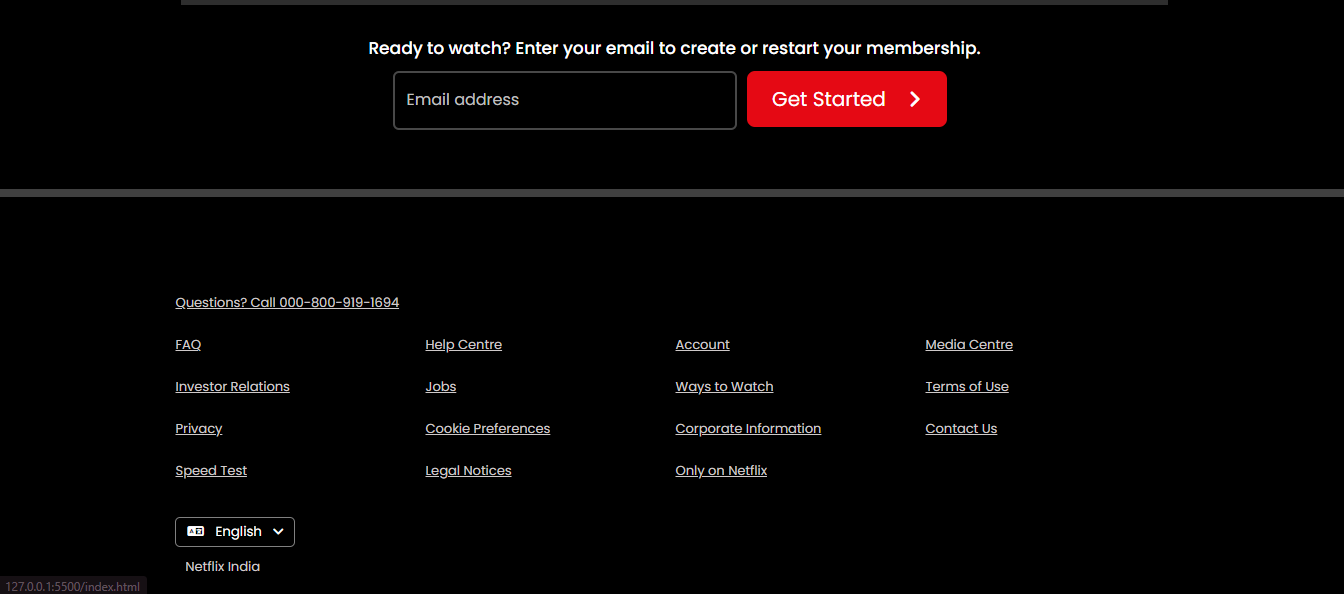 Ready to watch? Enter your email to create or restart your membership.
Email address
Get Started
Questions? Call 000-800-919-1694
FAQ Help Centre Account Media Centre
Investor Relations Jobs Ways to Watch Terms of Use
Privacy Cookie Preferences Corporate Information Contact Us
Speed Test Legal Notices Only on Netflix
English
Netflix India
127.0.0.1:5500/index.html